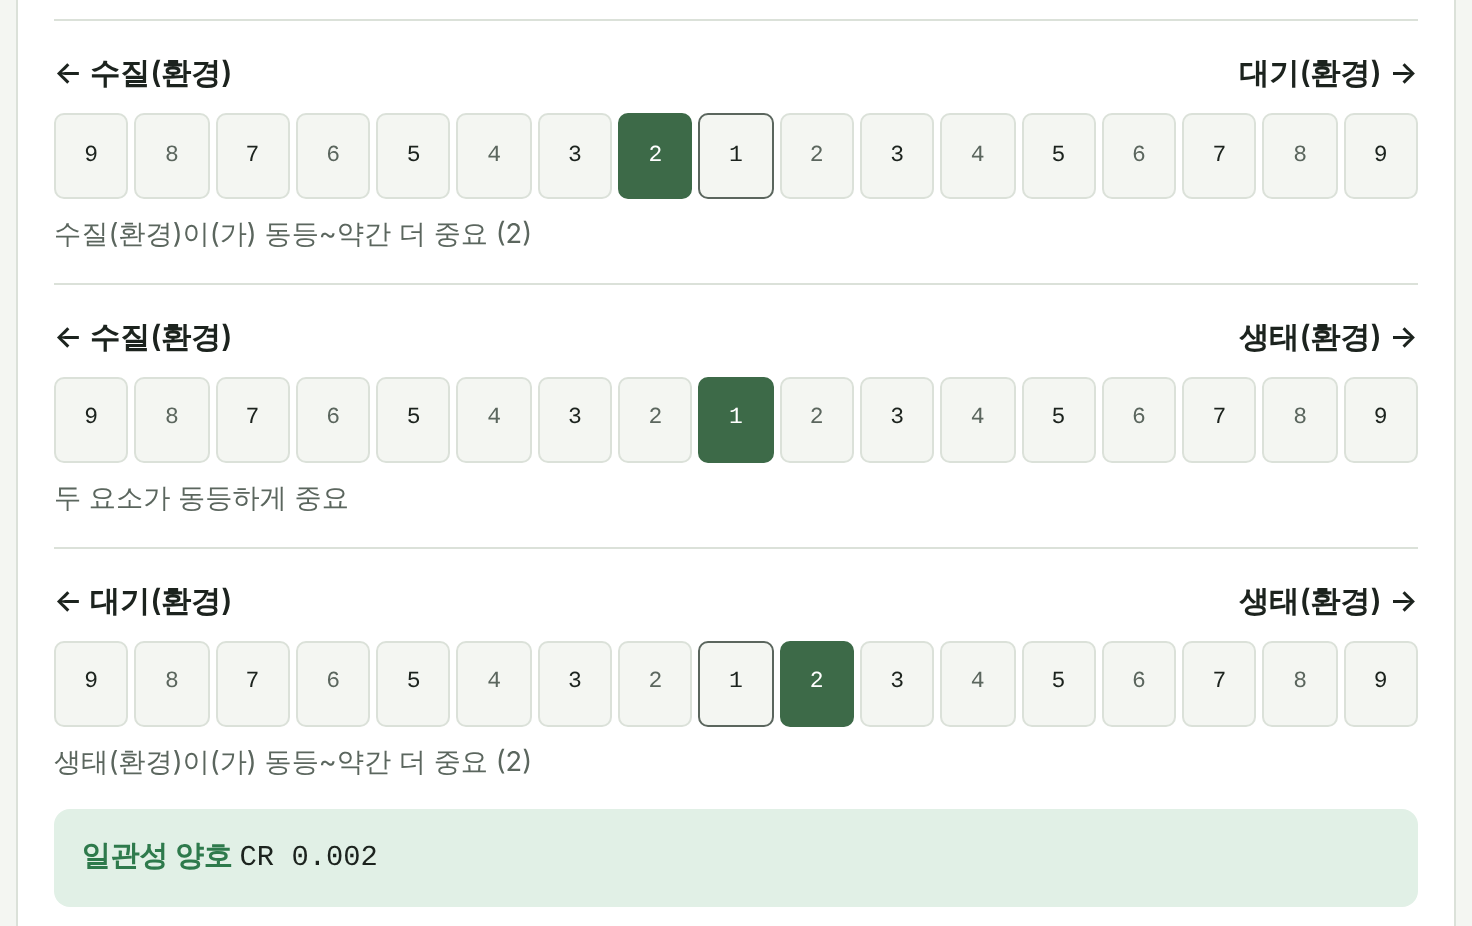 ← 수질(환경) 대기(환경) →
9 8 7 6 5 4 3 2 1 2 3 4 5 6 7 8 9
수질(환경)이(가) 동등~약간 더 중요 (2)
← 수질(환경) 생태(환경) →
9 8 7 6 5 4 3 2 1 2 3 4 5 6 7 8 9
두 요소가 동등하게 중요
← 대기(환경) 생태(환경) →
9 8 7 6 5 4 3 2 1 2 3 4 5 6 7 8 9
생태(환경)이(가) 동등~약간 더 중요 (2)
일관성 양호 CR 0.002